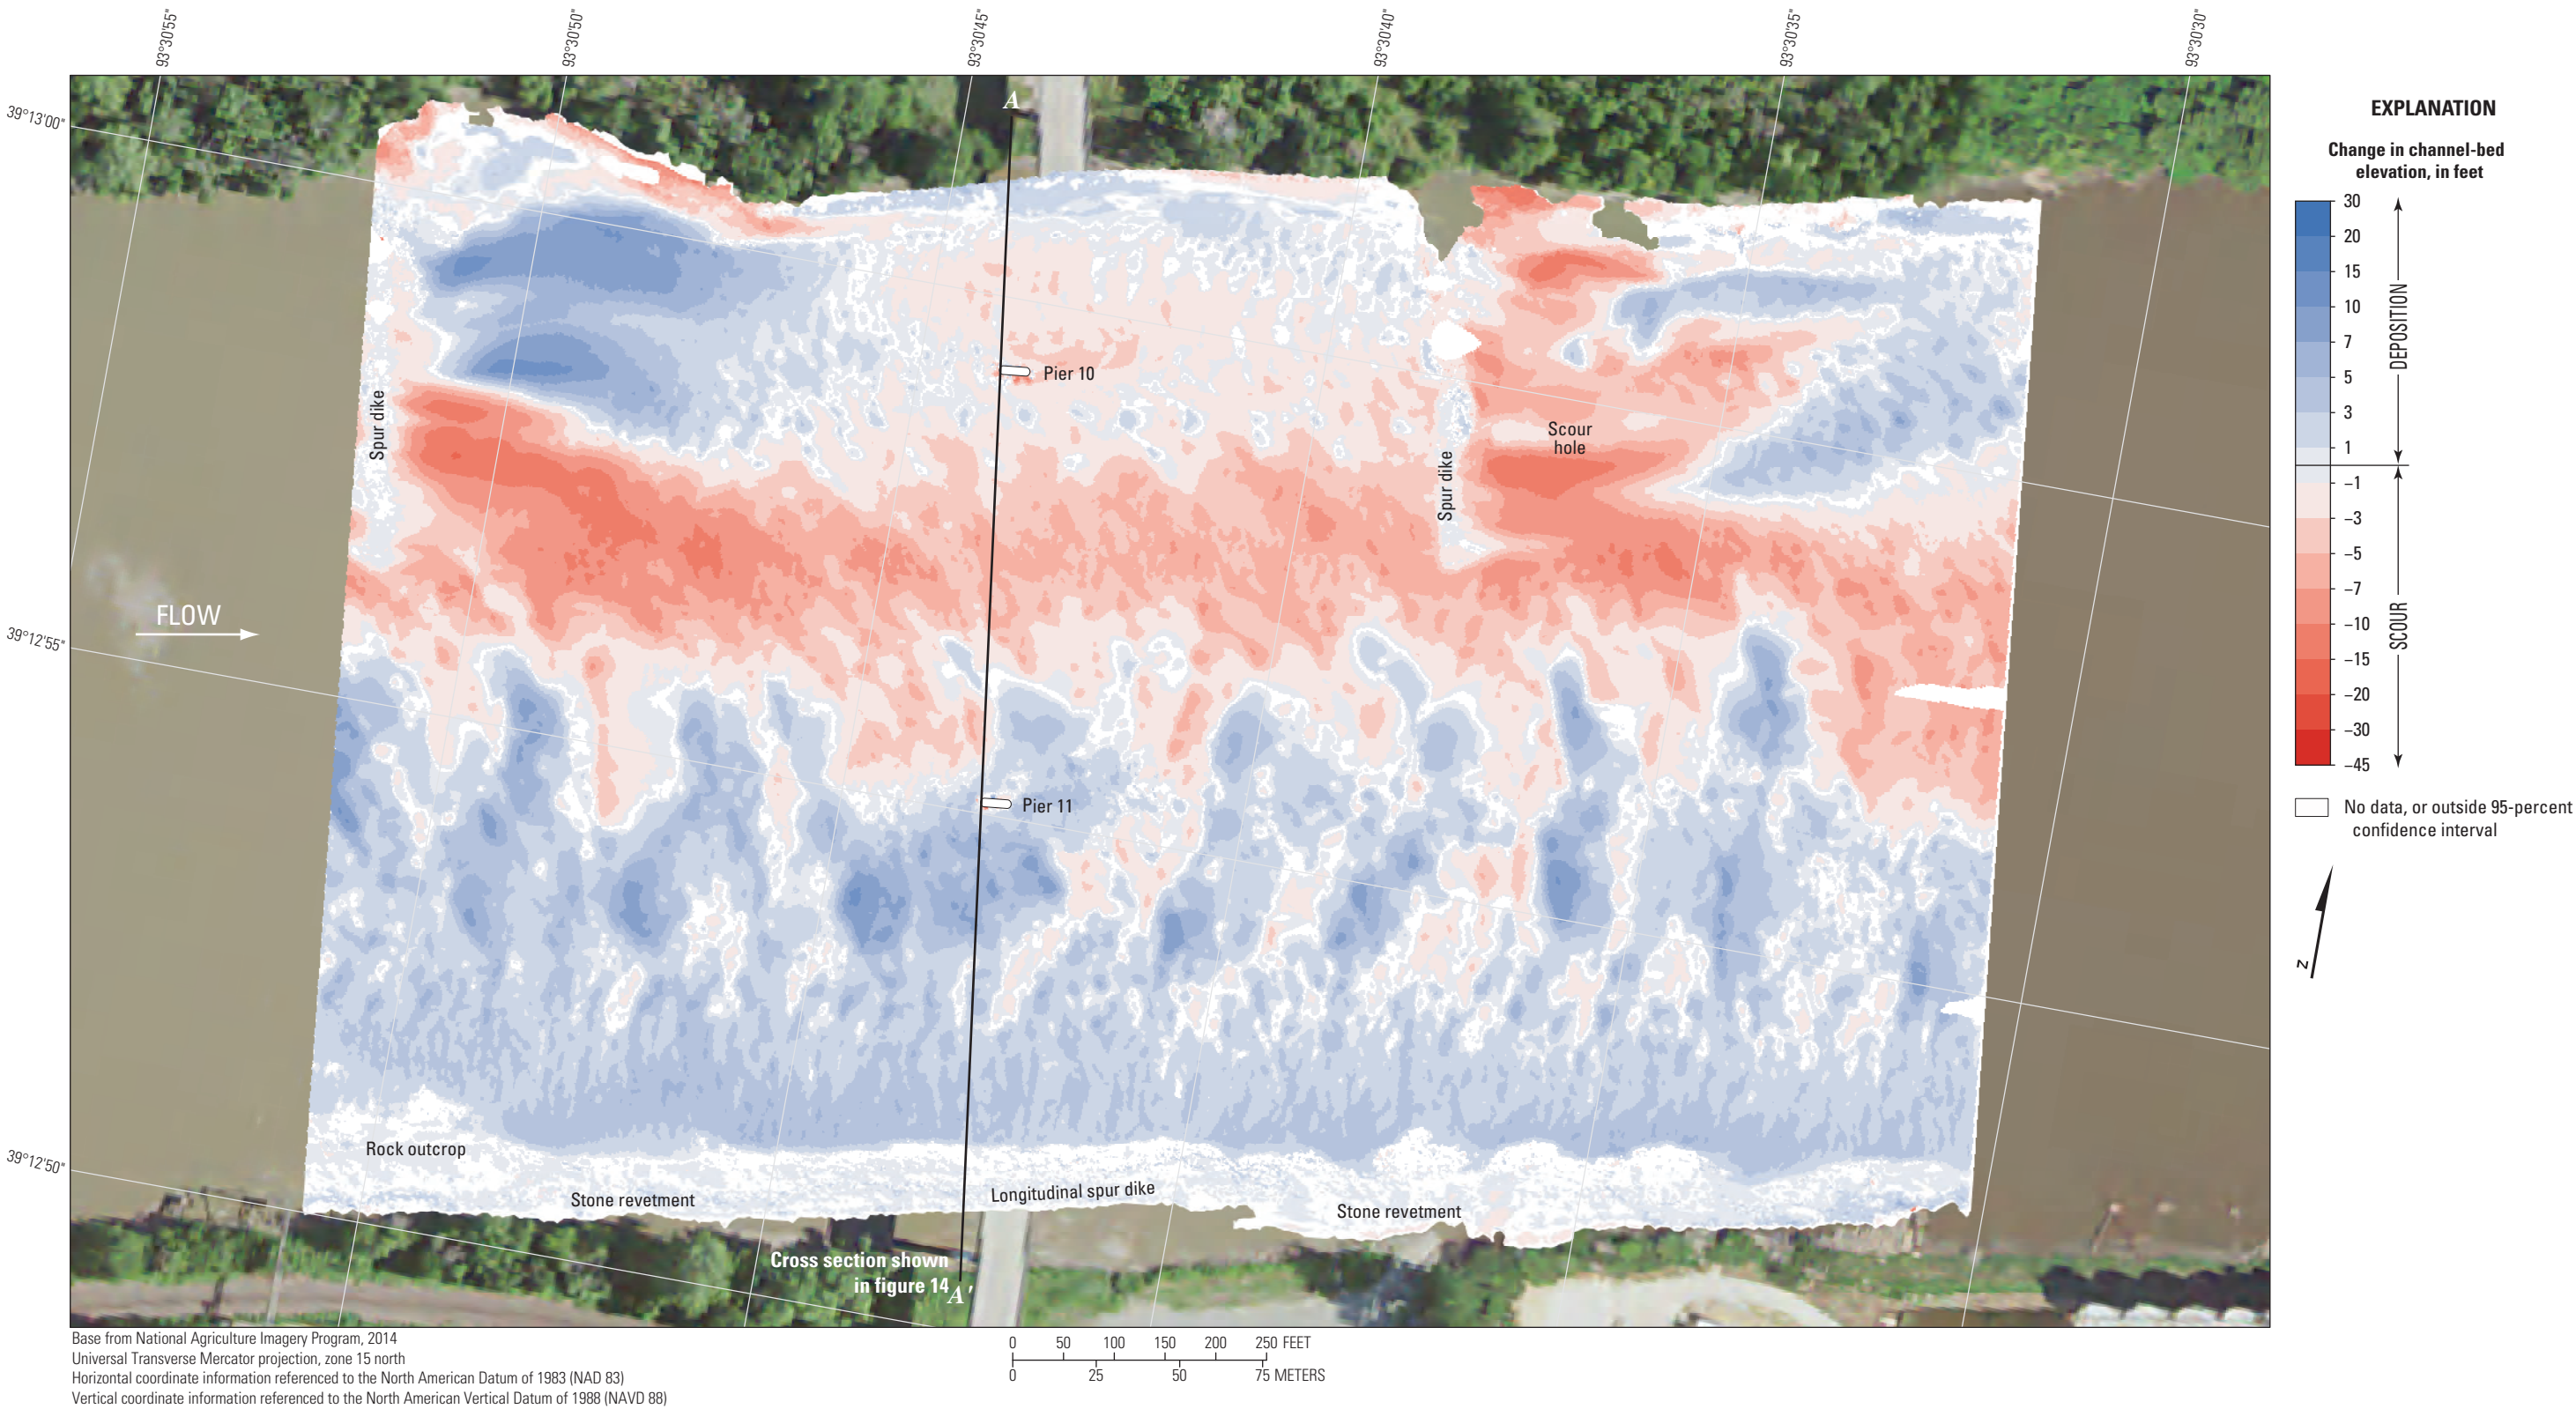 93°30'55"
93°30'50"
93°30'45"
93°30'40"
93°30'35"
93°30'30"
39°13'00"
39°12'55"
39°12'50"
A
Pier 10
Spur dike
Spur dike
Scour
hole
FLOW
Pier 11
Rock outcrop
Stone revetment
Longitudinal spur dike
Stone revetment
Cross section shown
in figure 14
A'
EXPLANATION
Change in channel-bed
elevation, in feet
30
20
15
10
7
5
3
1
−1
−3
−5
−7
−10
−15
−20
−30
−45
DEPOSITION
SCOUR
No data, or outside 95-percent
confidence interval
N
Base from National Agriculture Imagery Program, 2014
Universal Transverse Mercator projection, zone 15 north
Horizontal coordinate information referenced to the North American Datum of 1983 (NAD 83)
Vertical coordinate information referenced to the North American Vertical Datum of 1988 (NAVD 88)
0 50 100 150 200 250 FEET
0 25 50 75 METERS